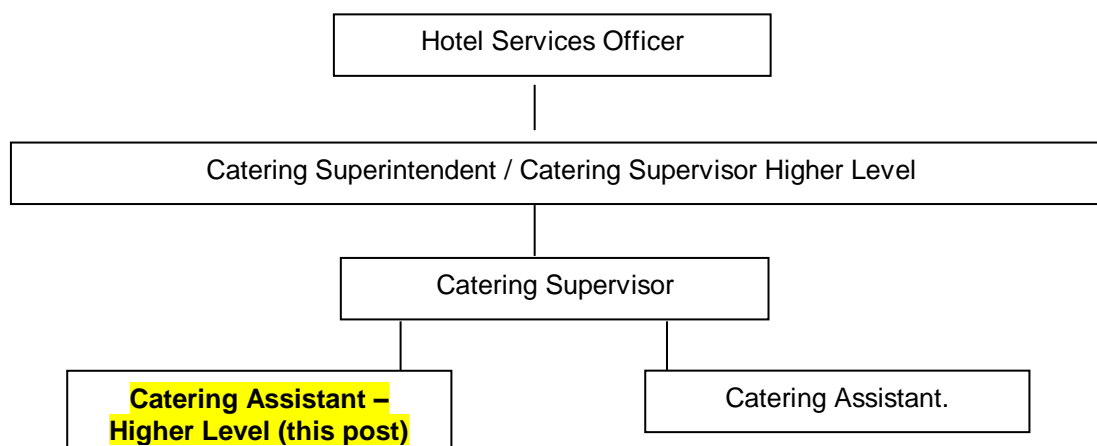 Hotel Services Officer
Catering Superintendent / Catering Supervisor Higher Level
Catering Supervisor
Catering Assistant –
Higher Level (this post)
Catering Assistant.